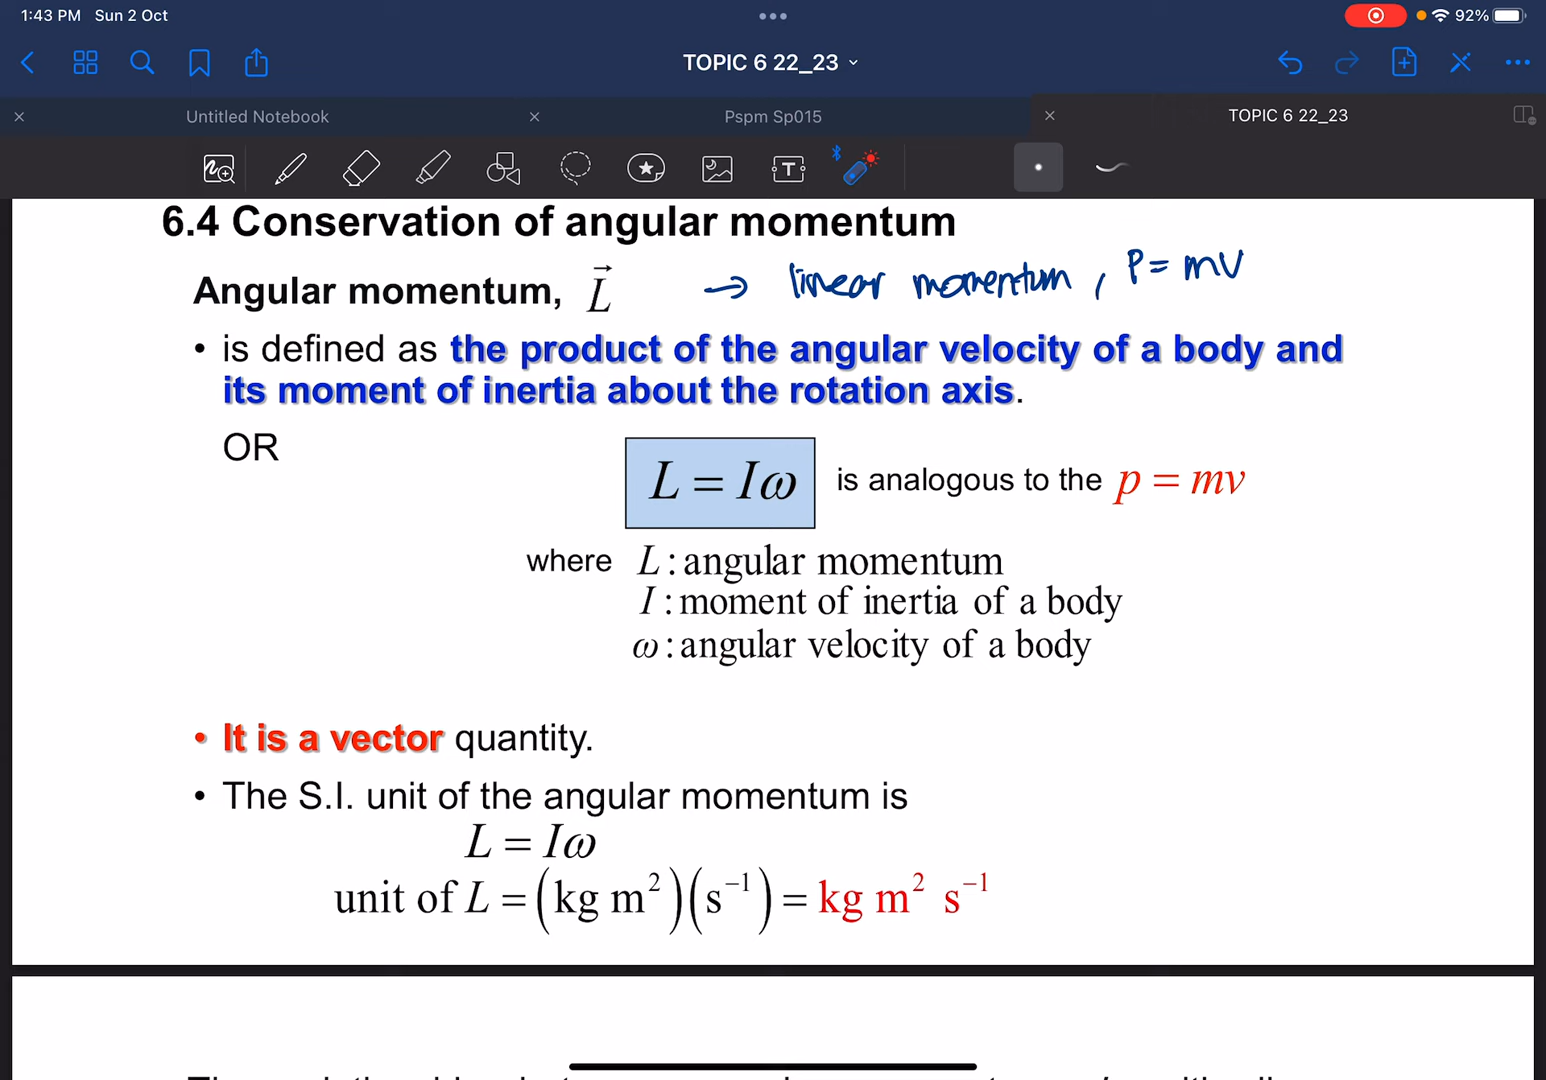 1:43 PM Sun 2 Oct
92%
TOPIC 6 22_23
Untitled Notebook
Pspm Sp015
TOPIC 6 22_23
T
6.4 Conservation of angular momentum
Angular momentum, L⃗ → linear momentum, P = mv
• is defined as the product of the angular velocity of a body and
its moment of inertia about the rotation axis.
OR
L = Iω is analogous to the p = mv
where L : angular momentum
I : moment of inertia of a body
ω : angular velocity of a body
• It is a vector quantity.
• The S.I. unit of the angular momentum is
L = Iω
unit of L = (kg m²)(s⁻¹) = kg m² s⁻¹